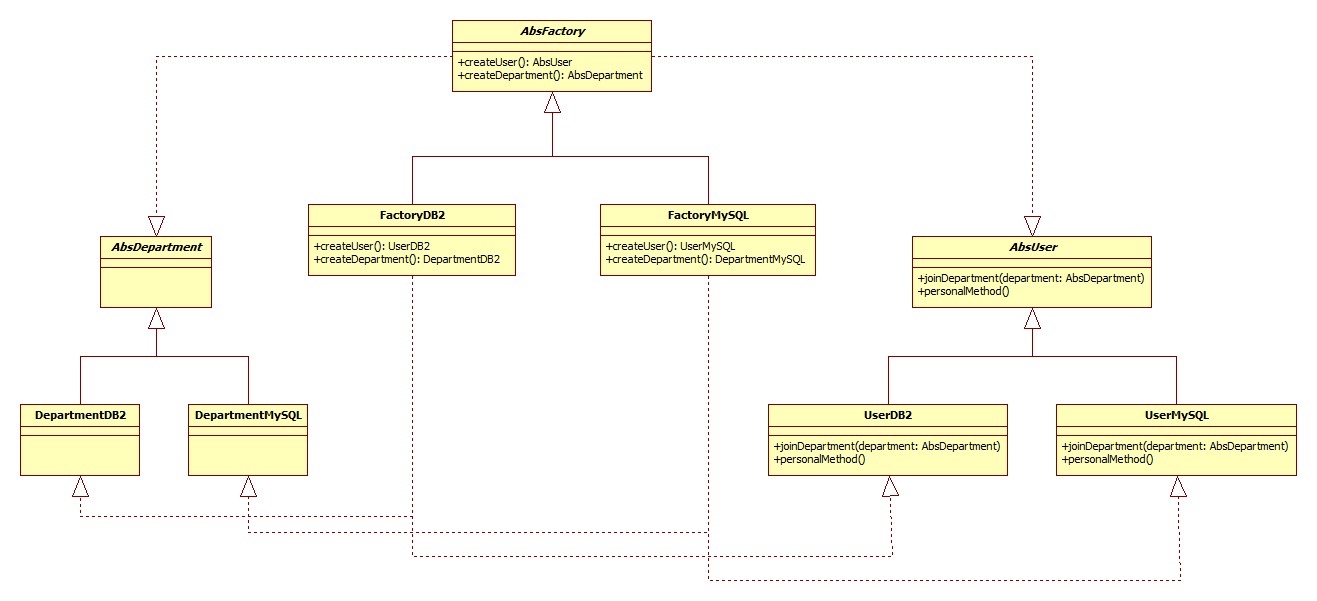 AbsFactory
+createUser(): AbsUser
+createDepartment(): AbsDepartment
FactoryDB2
+createUser(): UserDB2
+createDepartment(): DepartmentDB2
FactoryMySQL
+createUser(): UserMySQL
+createDepartment(): DepartmentMySQL
AbsDepartment
AbsUser
+joinDepartment(department: AbsDepartment)
+personalMethod()
DepartmentDB2
DepartmentMySQL
UserDB2
+joinDepartment(department: AbsDepartment)
+personalMethod()
UserMySQL
+joinDepartment(department: AbsDepartment)
+personalMethod()